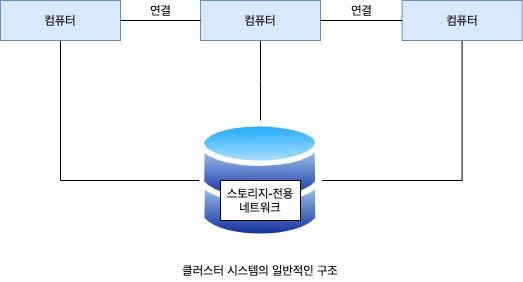 컴퓨터
연결
컴퓨터
연결
컴퓨터
스토리지-전용
네트워크
클러스터 시스템의 일반적인 구조